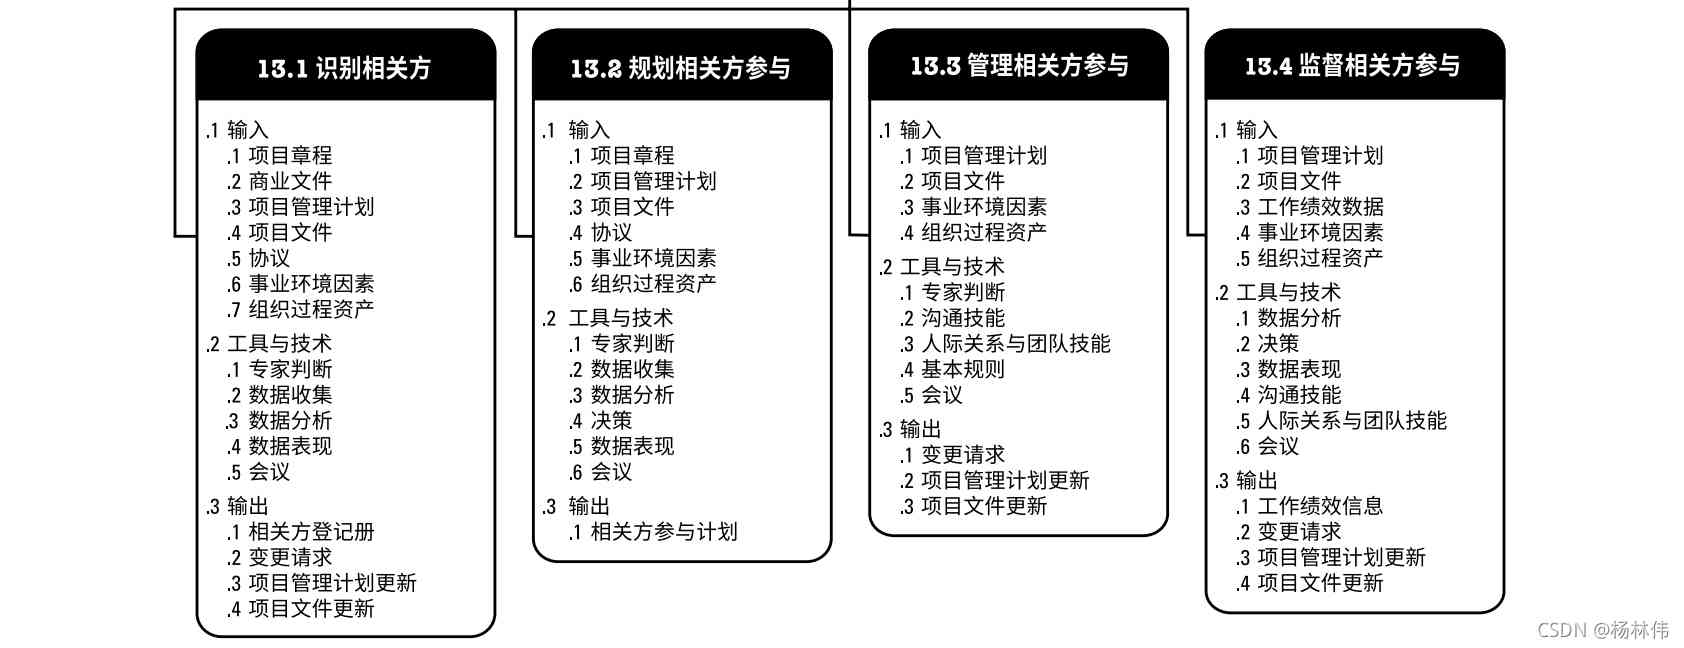 13.1 识别相关方
.1 输入
.1 项目章程
.2 商业文件
.3 项目管理计划
.4 项目文件
.5 协议
.6 事业环境因素
.7 组织过程资产
.2 工具与技术
.1 专家判断
.2 数据收集
.3 数据分析
.4 数据表现
.5 会议
.3 输出
.1 相关方登记册
.2 变更请求
.3 项目管理计划更新
.4 项目文件更新
13.2 规划相关方参与
.1 输入
.1 项目章程
.2 项目管理计划
.3 项目文件
.4 协议
.5 事业环境因素
.6 组织过程资产
.2 工具与技术
.1 专家判断
.2 数据收集
.3 数据分析
.4 决策
.5 数据表现
.6 会议
.3 输出
.1 相关方参与计划
13.3 管理相关方参与
.1 输入
.1 项目管理计划
.2 项目文件
.3 事业环境因素
.4 组织过程资产
.2 工具与技术
.1 专家判断
.2 沟通技能
.3 人际关系与团队技能
.4 基本规则
.5 会议
.3 输出
.1 变更请求
.2 项目管理计划更新
.3 项目文件更新
13.4 监督相关方参与
.1 输入
.1 项目管理计划
.2 项目文件
.3 工作绩效数据
.4 事业环境因素
.5 组织过程资产
.2 工具与技术
.1 数据分析
.2 决策
.3 数据表现
.4 沟通技能
.5 人际关系与团队技能
.6 会议
.3 输出
.1 工作绩效信息
.2 变更请求
.3 项目管理计划更新
.4 项目文件更新
CSDN @杨林伟